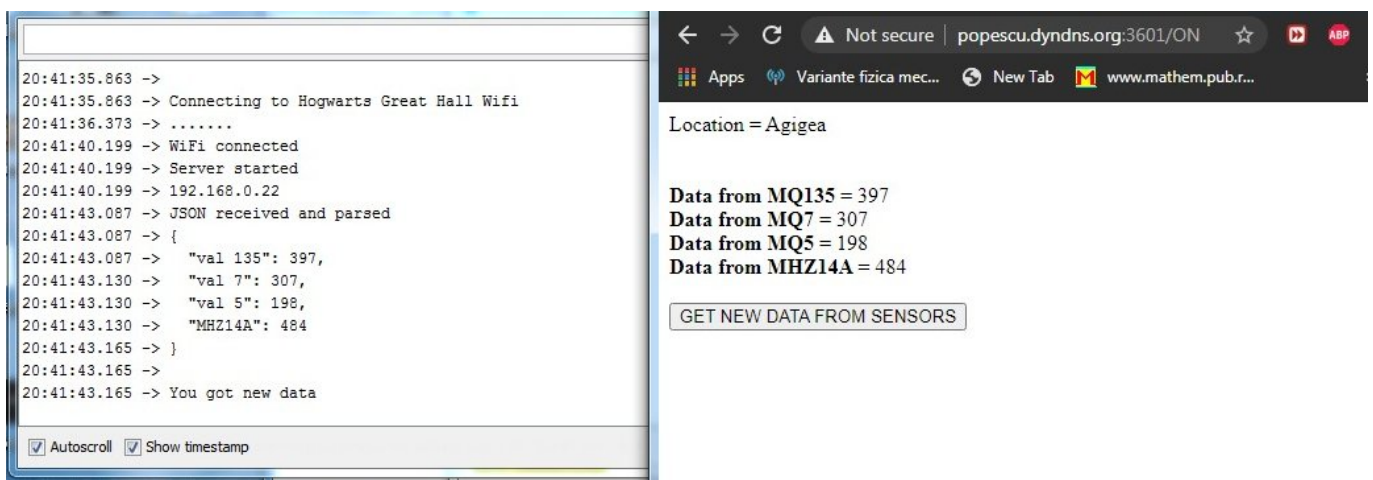 20:41:35.863 ->
20:41:35.863 -> Connecting to Hogwarts Great Hall Wifi
20:41:36.373 -> .......
20:41:40.199 -> WiFi connected
20:41:40.199 -> Server started
20:41:40.199 -> 192.168.0.22
20:41:43.087 -> JSON received and parsed
20:41:43.087 -> {
20:41:43.087 ->   "val 135": 397,
20:41:43.130 ->   "val 7": 307,
20:41:43.130 ->   "val 5": 198,
20:41:43.130 ->   "MHZ14A": 484
20:41:43.165 -> }
20:41:43.165 ->
20:41:43.165 -> You got new data
Autoscroll Show timestamp
Not secure popescu.dyndns.org:3601/ON ABP
Apps Variante fizica mec... New Tab M www.mathem.pub.r...
Location = Agigea
Data from MQ135 = 397
Data from MQ7 = 307
Data from MQ5 = 198
Data from MHZ14A = 484
GET NEW DATA FROM SENSORS